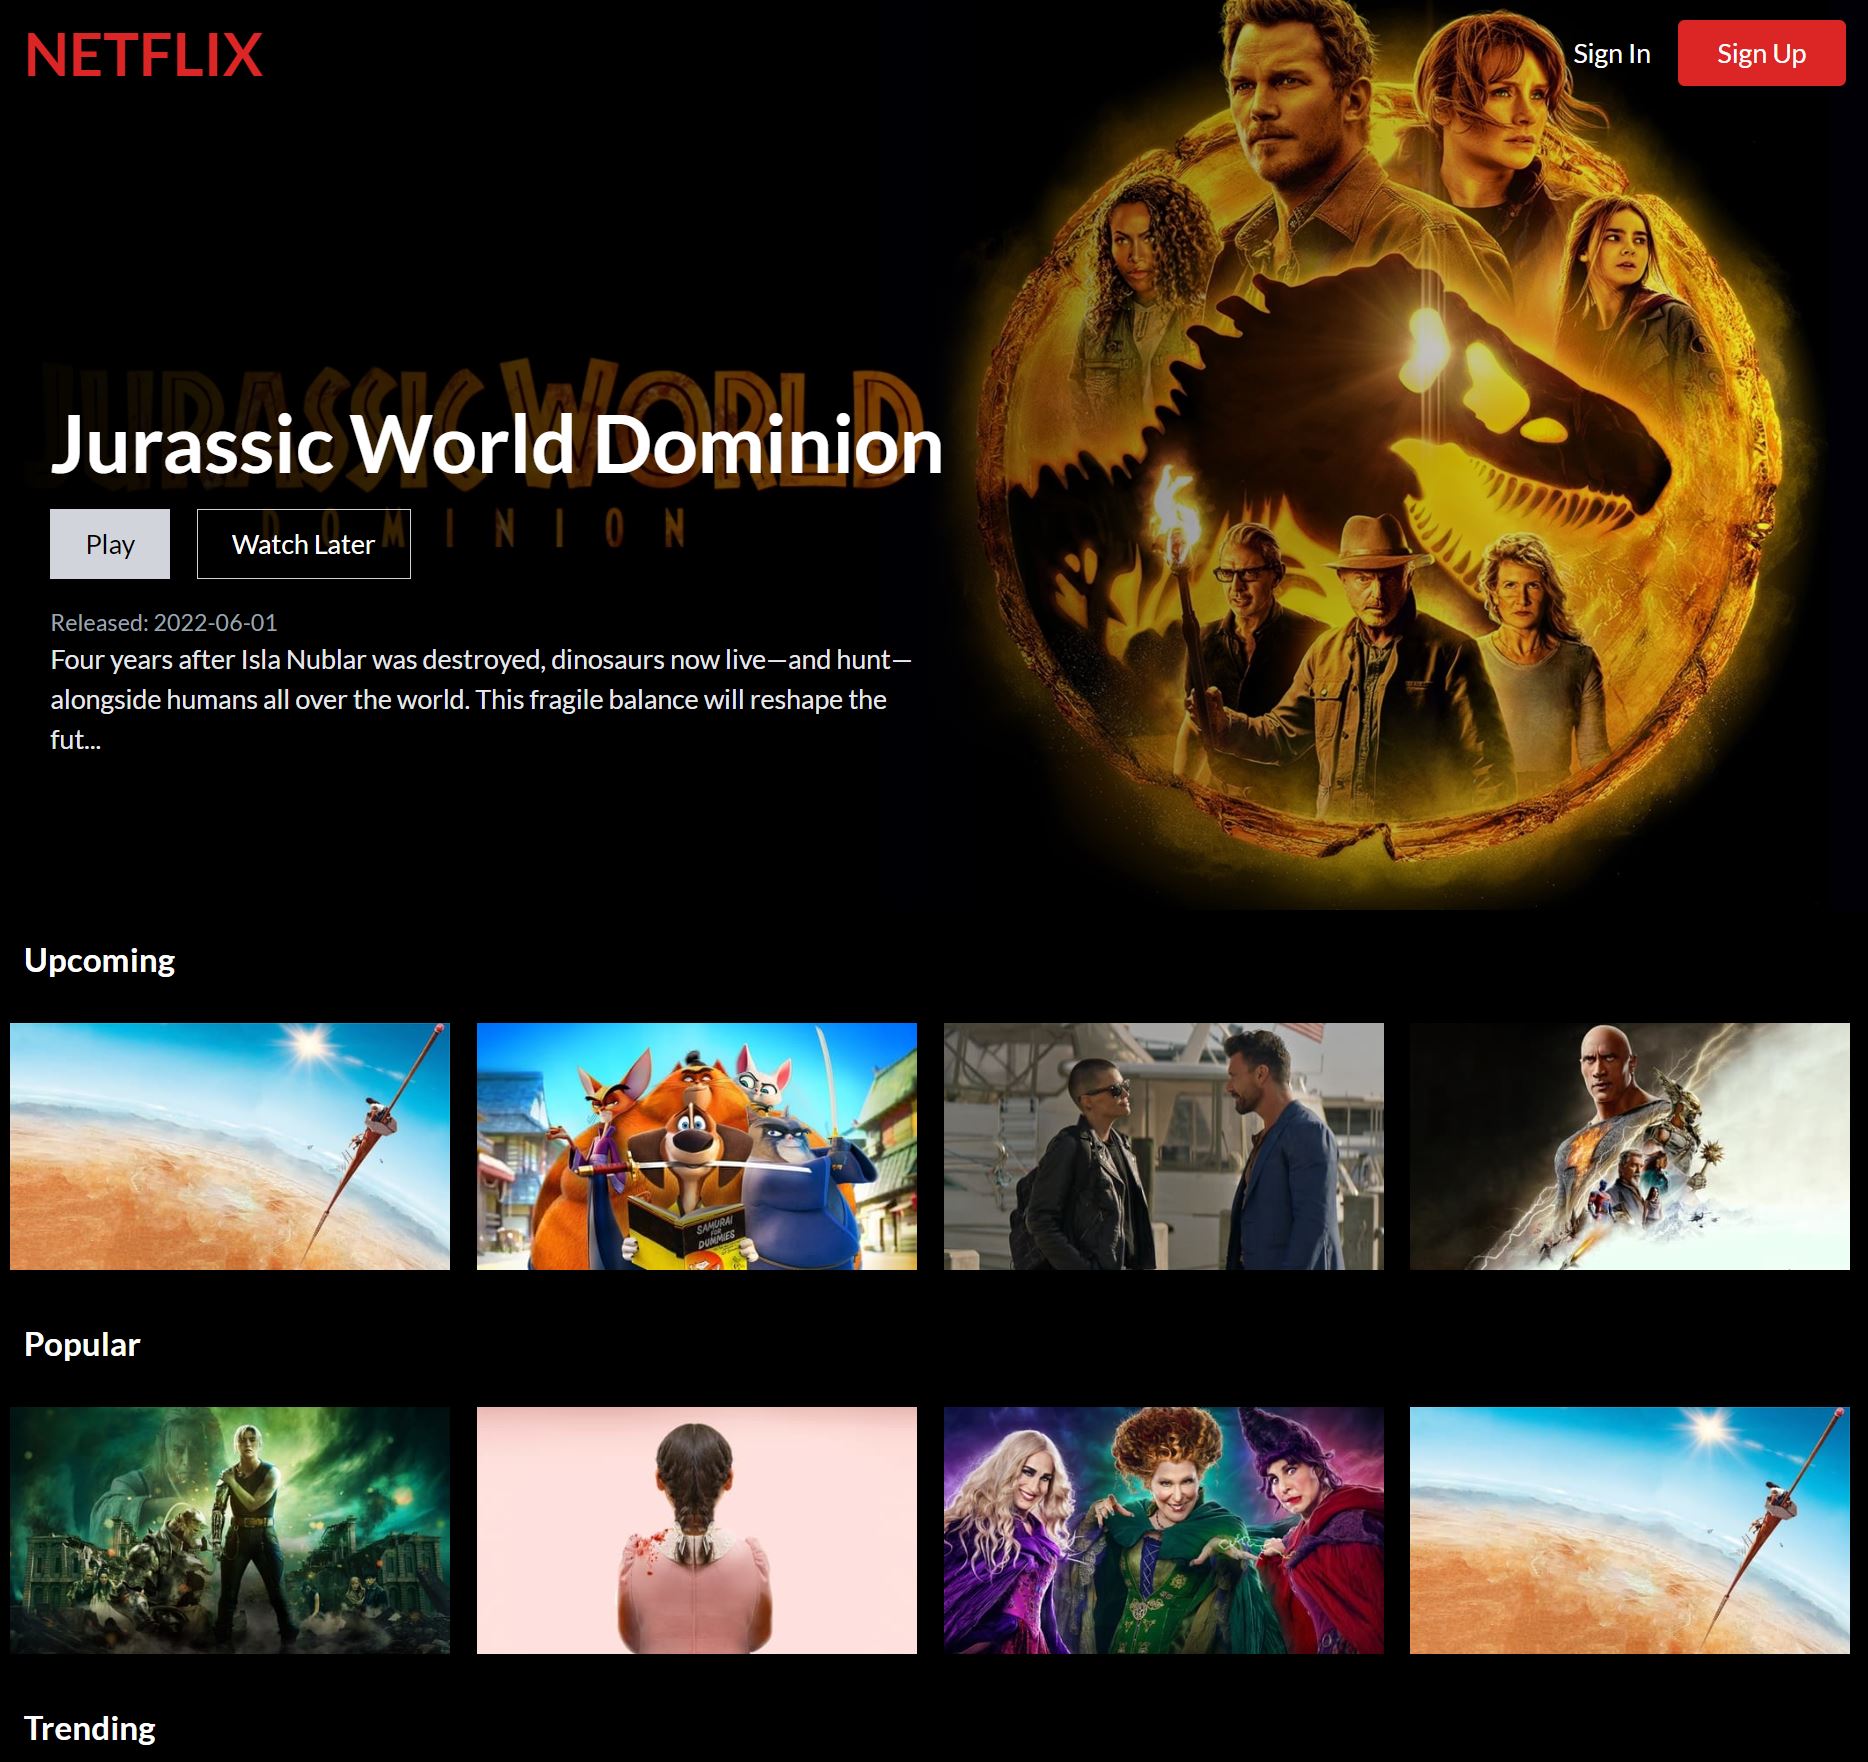 NETFLIX
Sign In
Sign Up
JURASSIC WORLD
DOMINION
Jurassic World Dominion
Play
Watch Later
Released: 2022-06-01
Four years after Isla Nublar was destroyed, dinosaurs now live—and hunt—
alongside humans all over the world. This fragile balance will reshape the
fut...
Upcoming
SAMURAI
FOR
DUMMIES
Popular
Trending